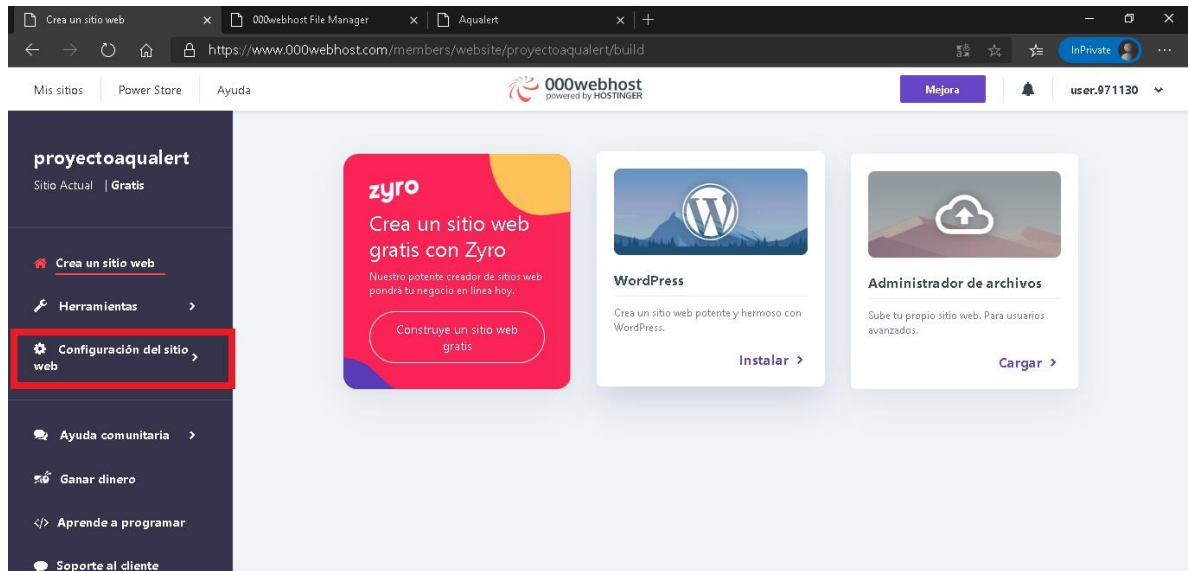 Crea un sitio web
000webhost File Manager
Aqualert
https://www.000webhost.com/members/website/proyectoaqualert/build
InPrivate
Mis sitios
Power Store
Ayuda
000webhost
powered by HOSTINGER
Mejora
user.971130
proyectoaqualert
Sitio Actual | Gratis
Crea un sitio web
Herramientas
Configuración del sitio
web
Ayuda comunitaria
Ganar dinero
Aprende a programar
Soporte al cliente
zyro
Crea un sitio web
gratis con Zyro
Nuestro potente creador de sitios web
pondrá tu negocio en línea hoy.
Construye un sitio web
gratis
WordPress
Crea un sitio web potente y hermoso con
WordPress.
Instalar
Administrador de archivos
Sube tu propio sitio web. Para usuarios
avanzados.
Cargar